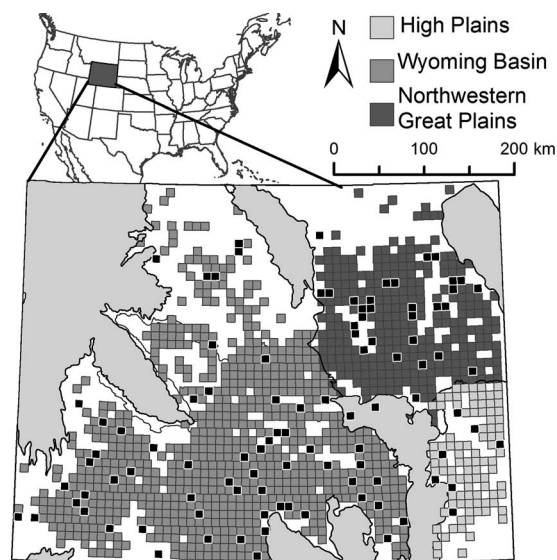 N
High Plains
Wyoming Basin
Northwestern
Great Plains
0 100 200 km